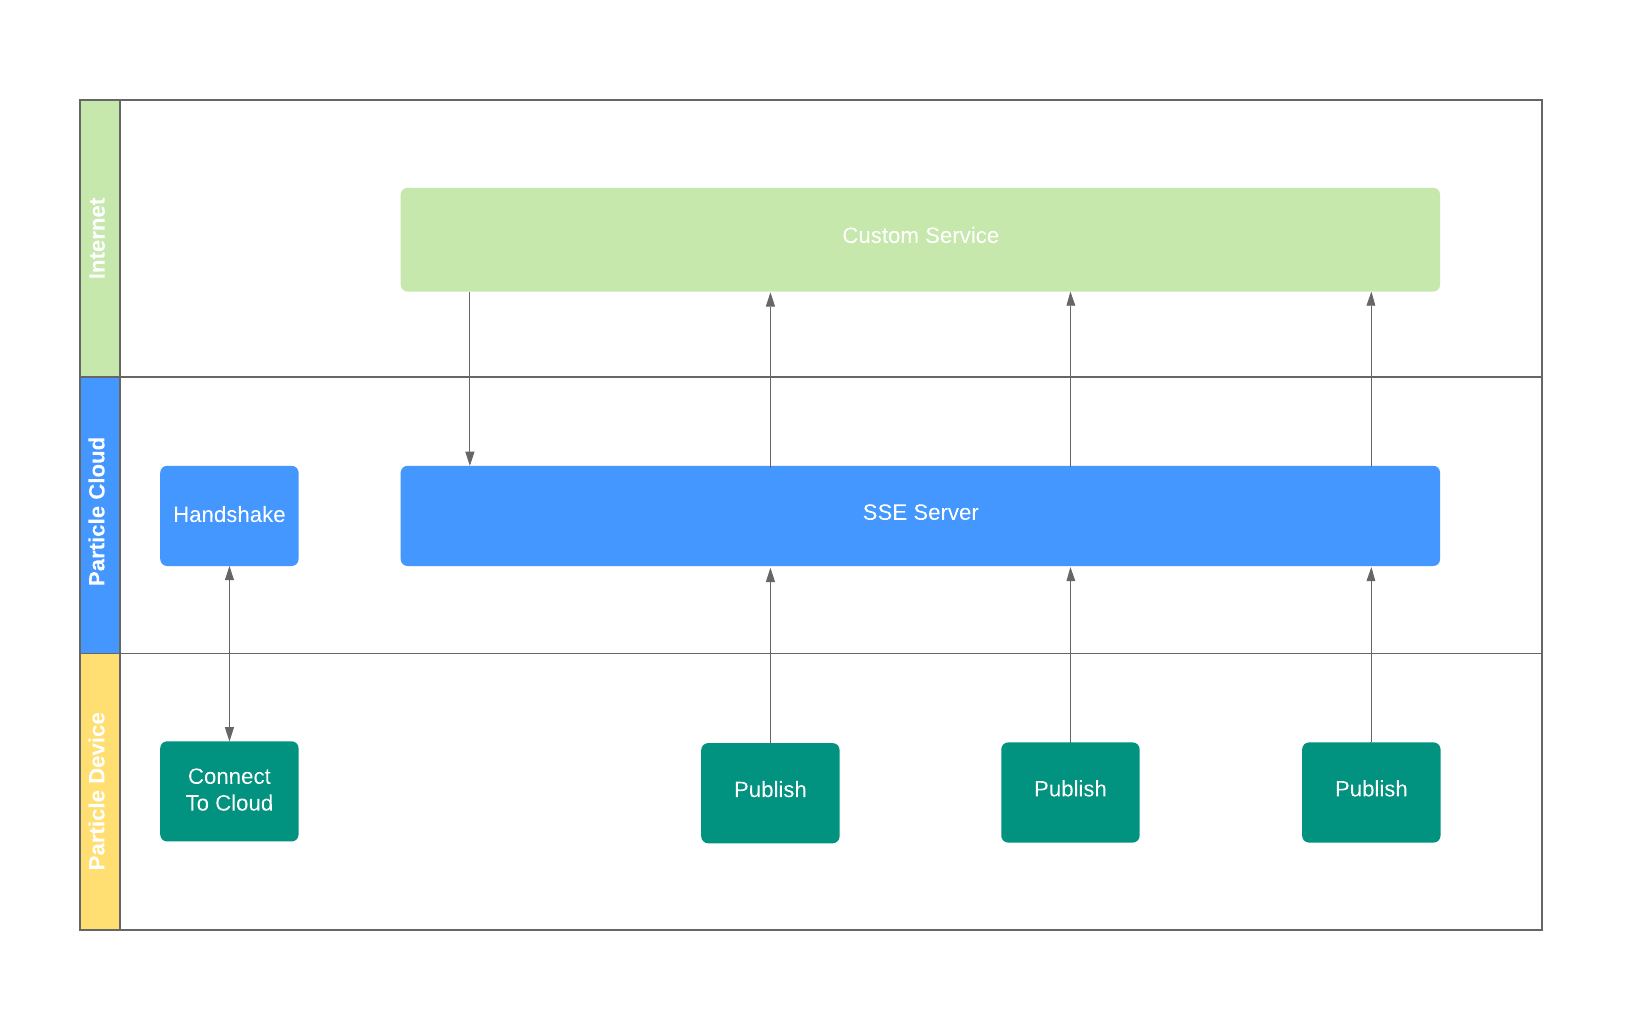 Internet
Custom Service
Particle Cloud
Handshake
SSE Server
Particle Device
Connect
To Cloud
Publish
Publish
Publish